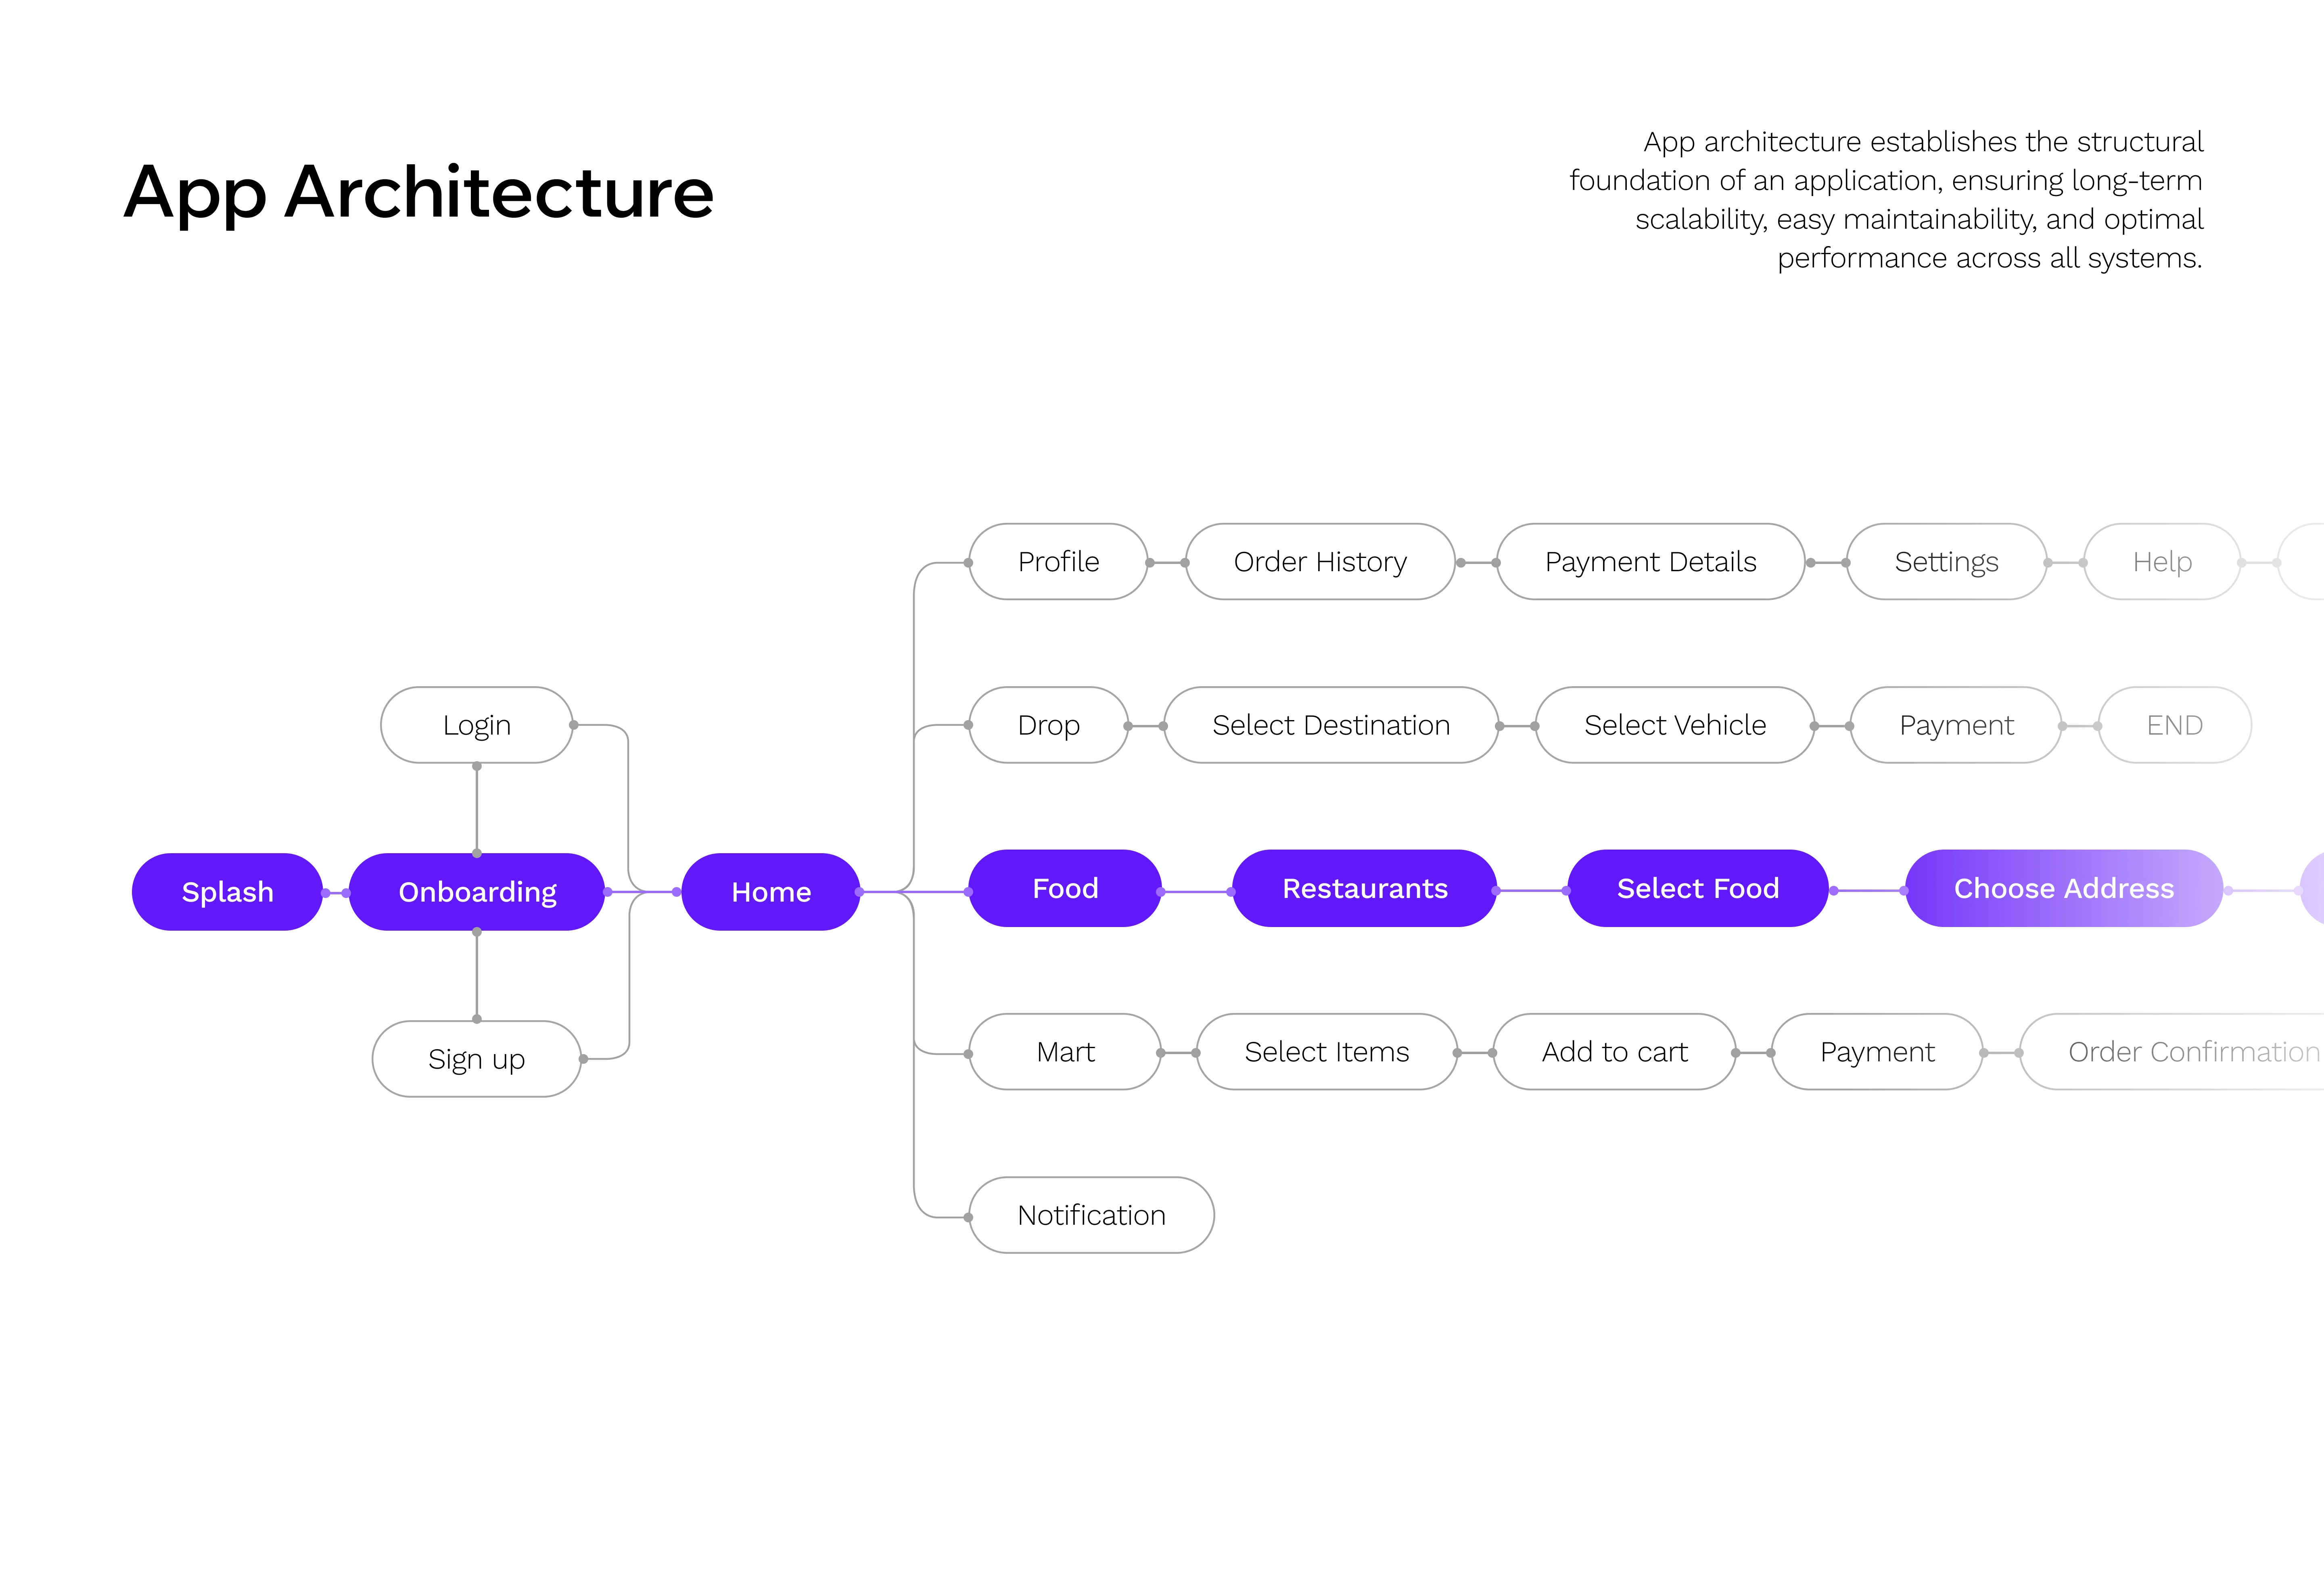 App Architecture
App architecture establishes the structural
foundation of an application, ensuring long-term
scalability, easy maintainability, and optimal
performance across all systems.
Profile
Order History
Payment Details
Settings
Help
Login
Drop
Select Destination
Select Vehicle
Payment
END
Splash
Onboarding
Home
Food
Restaurants
Select Food
Choose Address
Sign up
Mart
Select Items
Add to cart
Payment
Order Confirmation
Notification